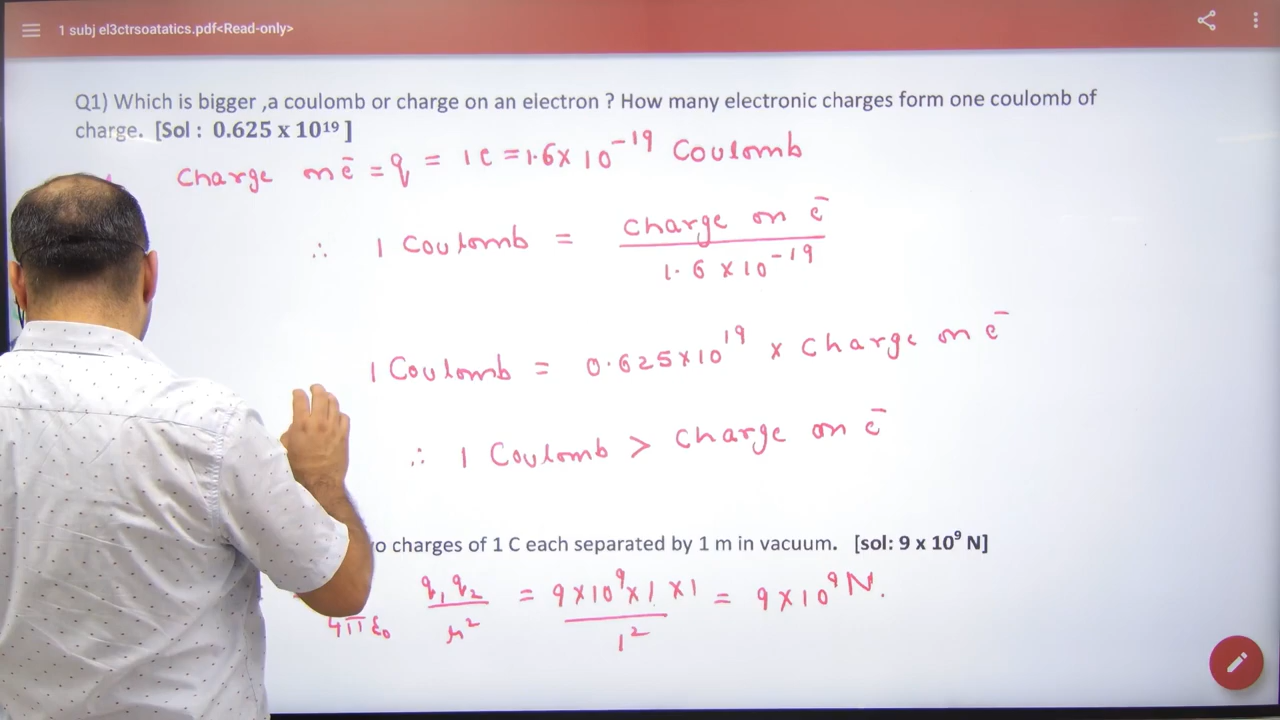 1 subj el3ctrsoatatics.pdf<Read-only>
Q1) Which is bigger ,a coulomb or charge on an electron ? How many electronic charges form one coulomb of
charge. [Sol : 0.625 x 10¹⁹ ]
Charge on ē = q = 1e = 1.6 × 10⁻¹⁹ Coulomb
∴ 1 Coulomb = charge on ē / 1.6 × 10⁻¹⁹
1 Coulomb = 0.625 × 10¹⁹ × charge on ē
∴ 1 Coulomb > charge on ē
charges of 1 C each separated by 1 m in vacuum. [sol: 9 x 10⁹ N]
4πε₀ q₁q₂ / r² = 9 × 10⁹ × 1 × 1 / 1² = 9 × 10⁹ N.